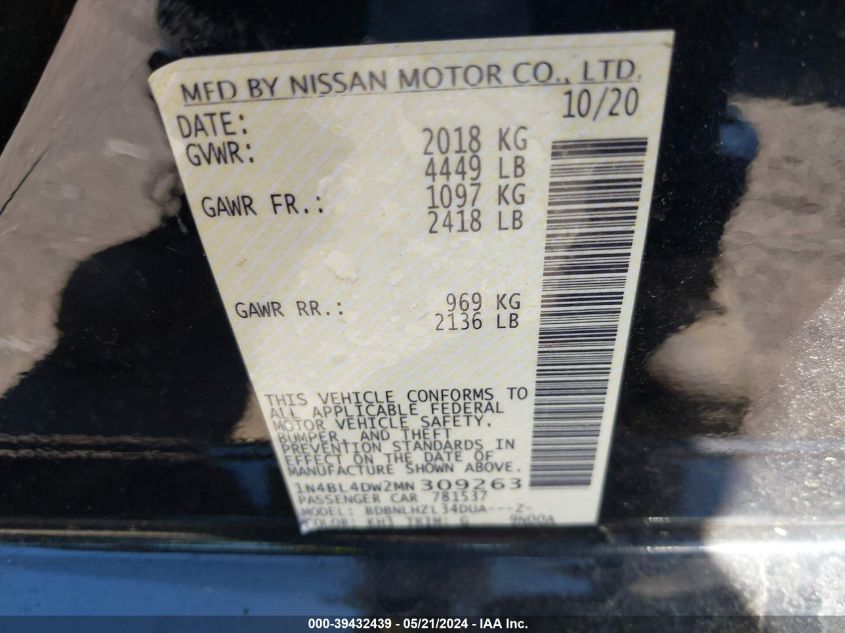 MFD BY NISSAN MOTOR CO., LTD.
DATE: 10/20
GVWR: 2018 KG
4449 LB
GAWR FR.: 1097 KG
2418 LB
GAWR RR.: 969 KG
2136 LB
THIS VEHICLE CONFORMS TO
ALL APPLICABLE FEDERAL
MOTOR VEHICLE SAFETY,
BUMPER, AND THEFT
PREVENTION STANDARDS IN
EFFECT ON THE DATE OF
MANUFACTURE SHOWN ABOVE.
1N4BL4DW2MN309263
PASSENGER CAR 781537
MODEL: BDBNLHZL34DUA---Z-
COLOR: KH3 TRIM: G 9N00A
000-39432439 - 05/21/2024 - IAA Inc.